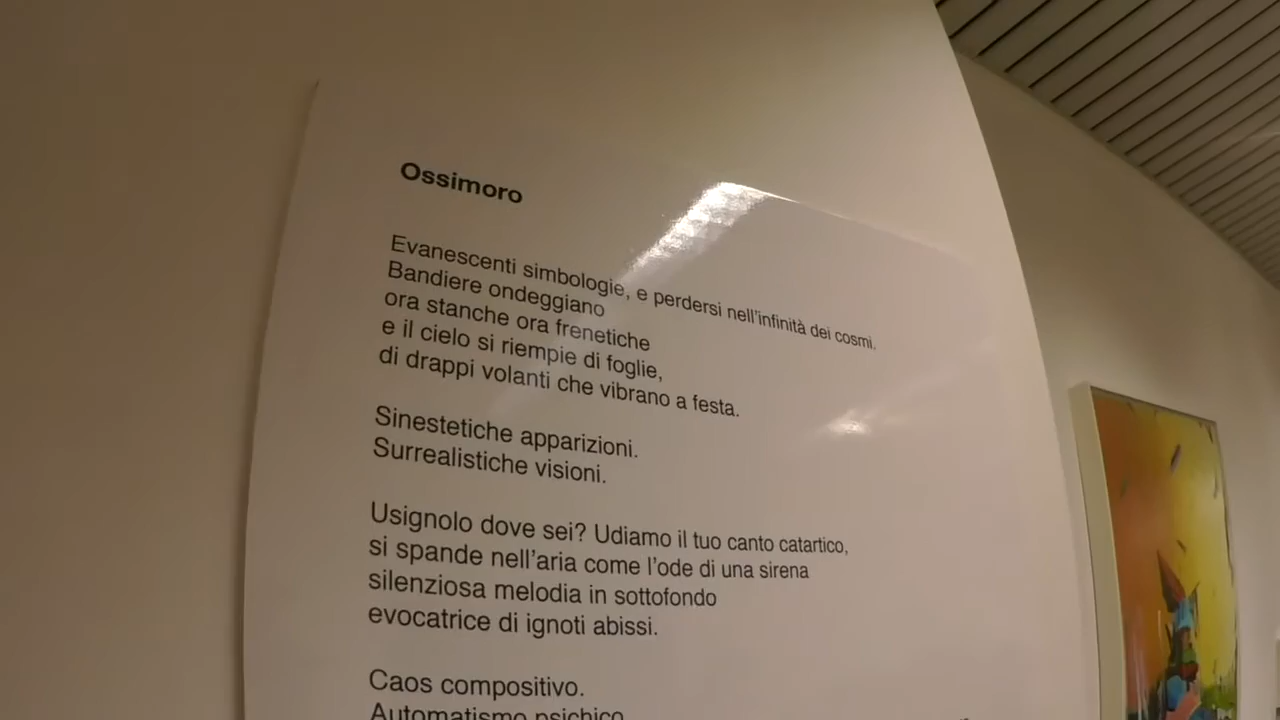 Ossimoro
Evanescenti simbologie, e perdersi nell'infinità dei cosmi.
Bandiere ondeggiano
ora stanche ora frenetiche
e il cielo si riempie di foglie,
di drappi volanti che vibrano a festa.
Sinestetiche apparizioni.
Surrealistiche visioni.
Usignolo dove sei? Udiamo il tuo canto catartico,
si spande nell'aria come l'ode di una sirena
silenziosa melodia in sottofondo
evocatrice di ignoti abissi.
Caos compositivo.
Automatismo psichico